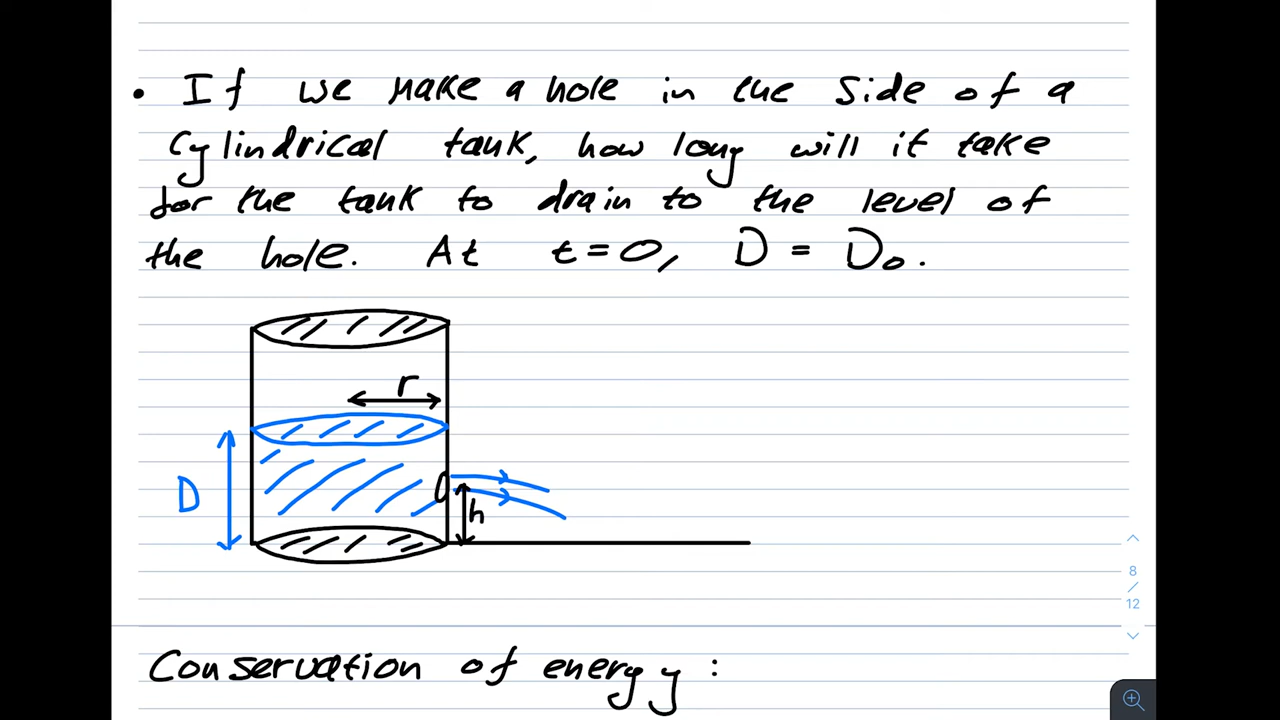 • If we make a hole in the side of a
cylindrical tank, how long will it take
for the tank to drain to the level of
the hole. At t=0, D = D₀.
r
D
h
8
/
12
Conservation of energy :